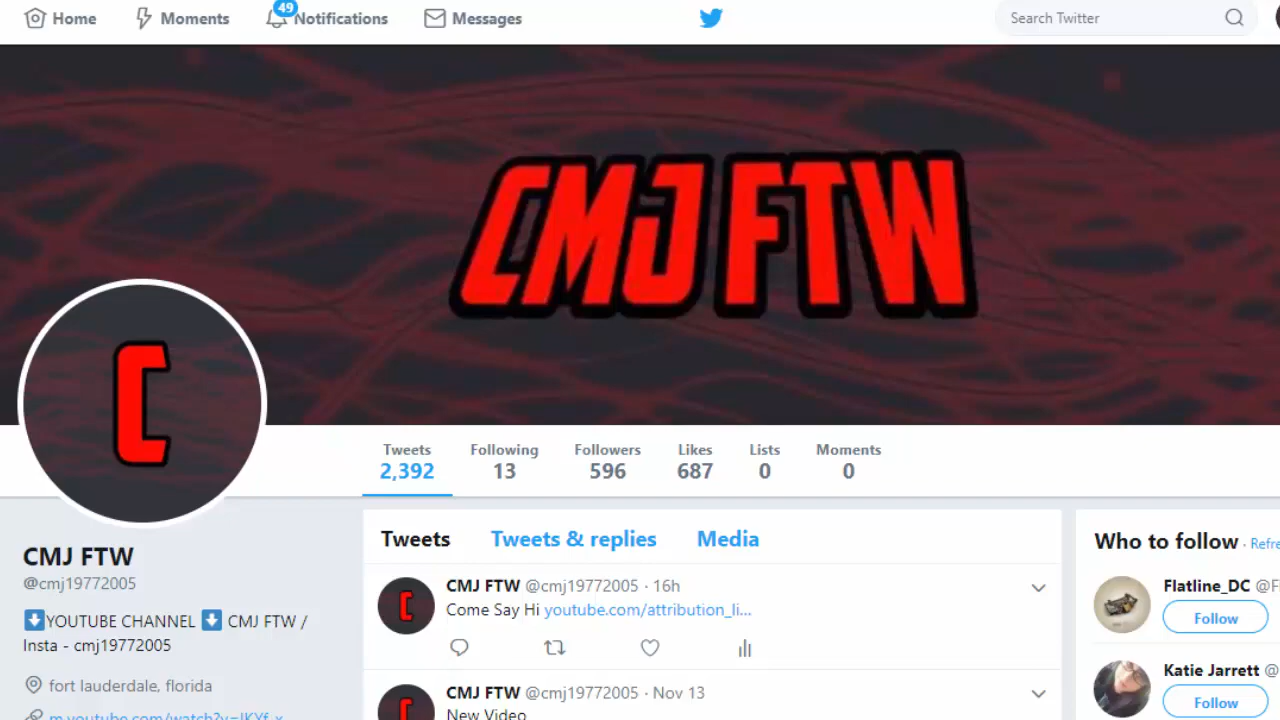 Home Moments 49 Notifications Messages Search Twitter
CMJ FTW
C
Tweets Following Followers Likes Lists Moments
2,392 13 596 687 0 0
CMJ FTW
@cmj19772005
YOUTUBE CHANNEL CMJ FTW /
Insta - cmj19772005
fort lauderdale, florida
Tweets Tweets & replies Media
CMJ FTW @cmj19772005 · 16h
Come Say Hi youtube.com/attribution_li...
CMJ FTW @cmj19772005 · Nov 13
New Video
Who to follow · Refre
Flatline_DC @F
Follow
Katie Jarrett @
Follow